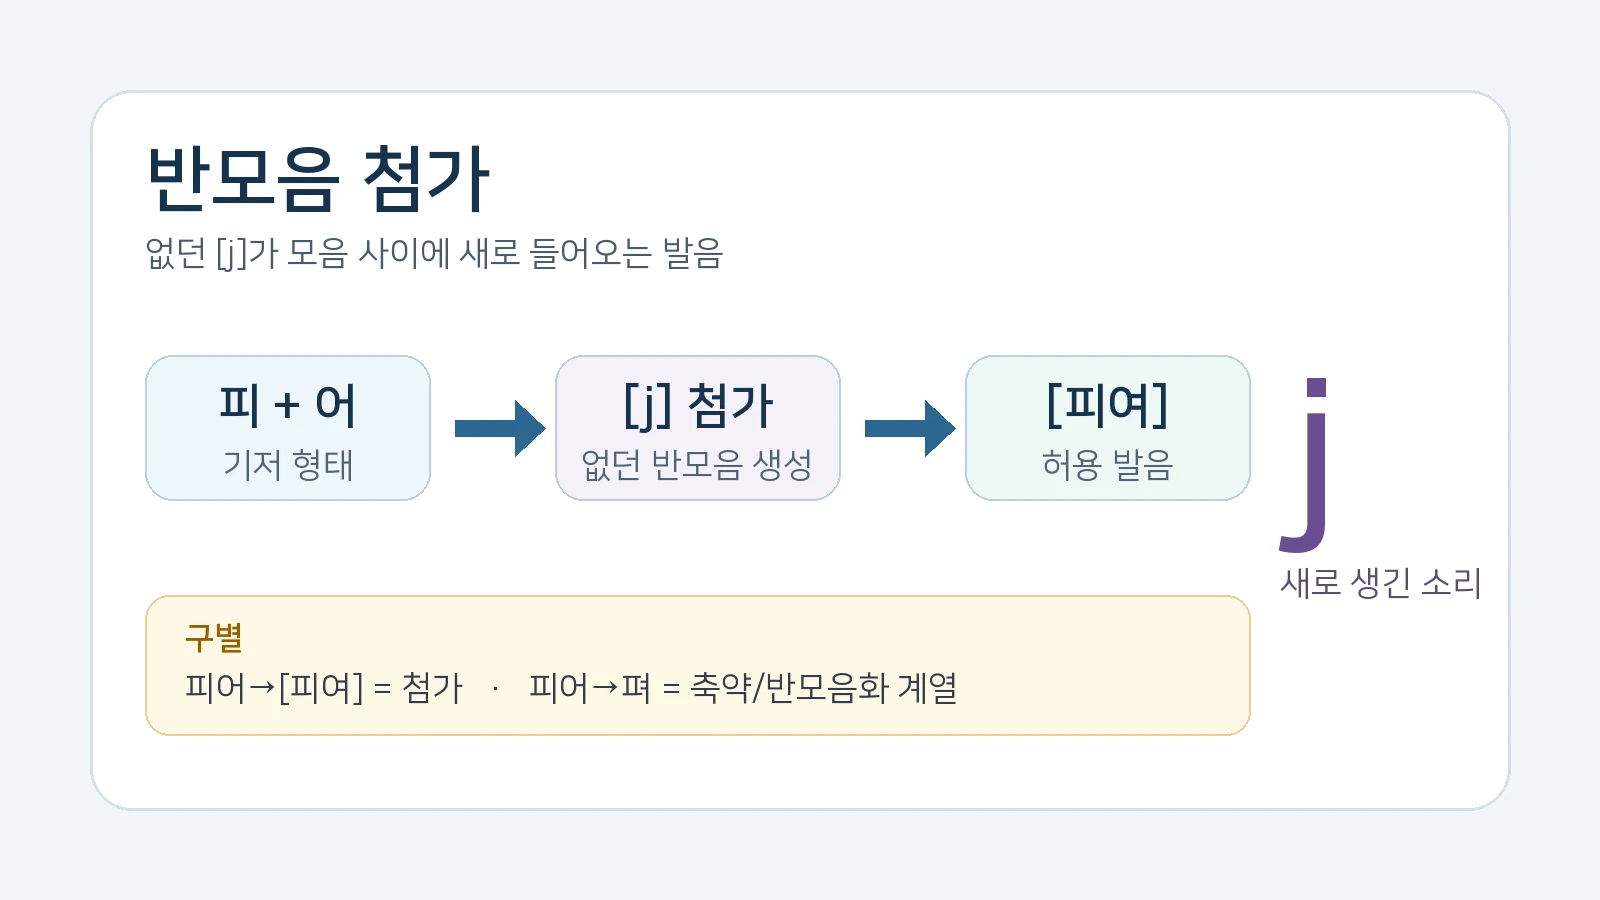 반모음 첨가
없던 [j]가 모음 사이에 새로 들어오는 발음
피 + 어
기저 형태
[j] 첨가
없던 반모음 생성
[피여]
허용 발음
j
새로 생긴 소리
구별
피어→[피여] = 첨가 · 피어→펴 = 축약/반모음화 계열